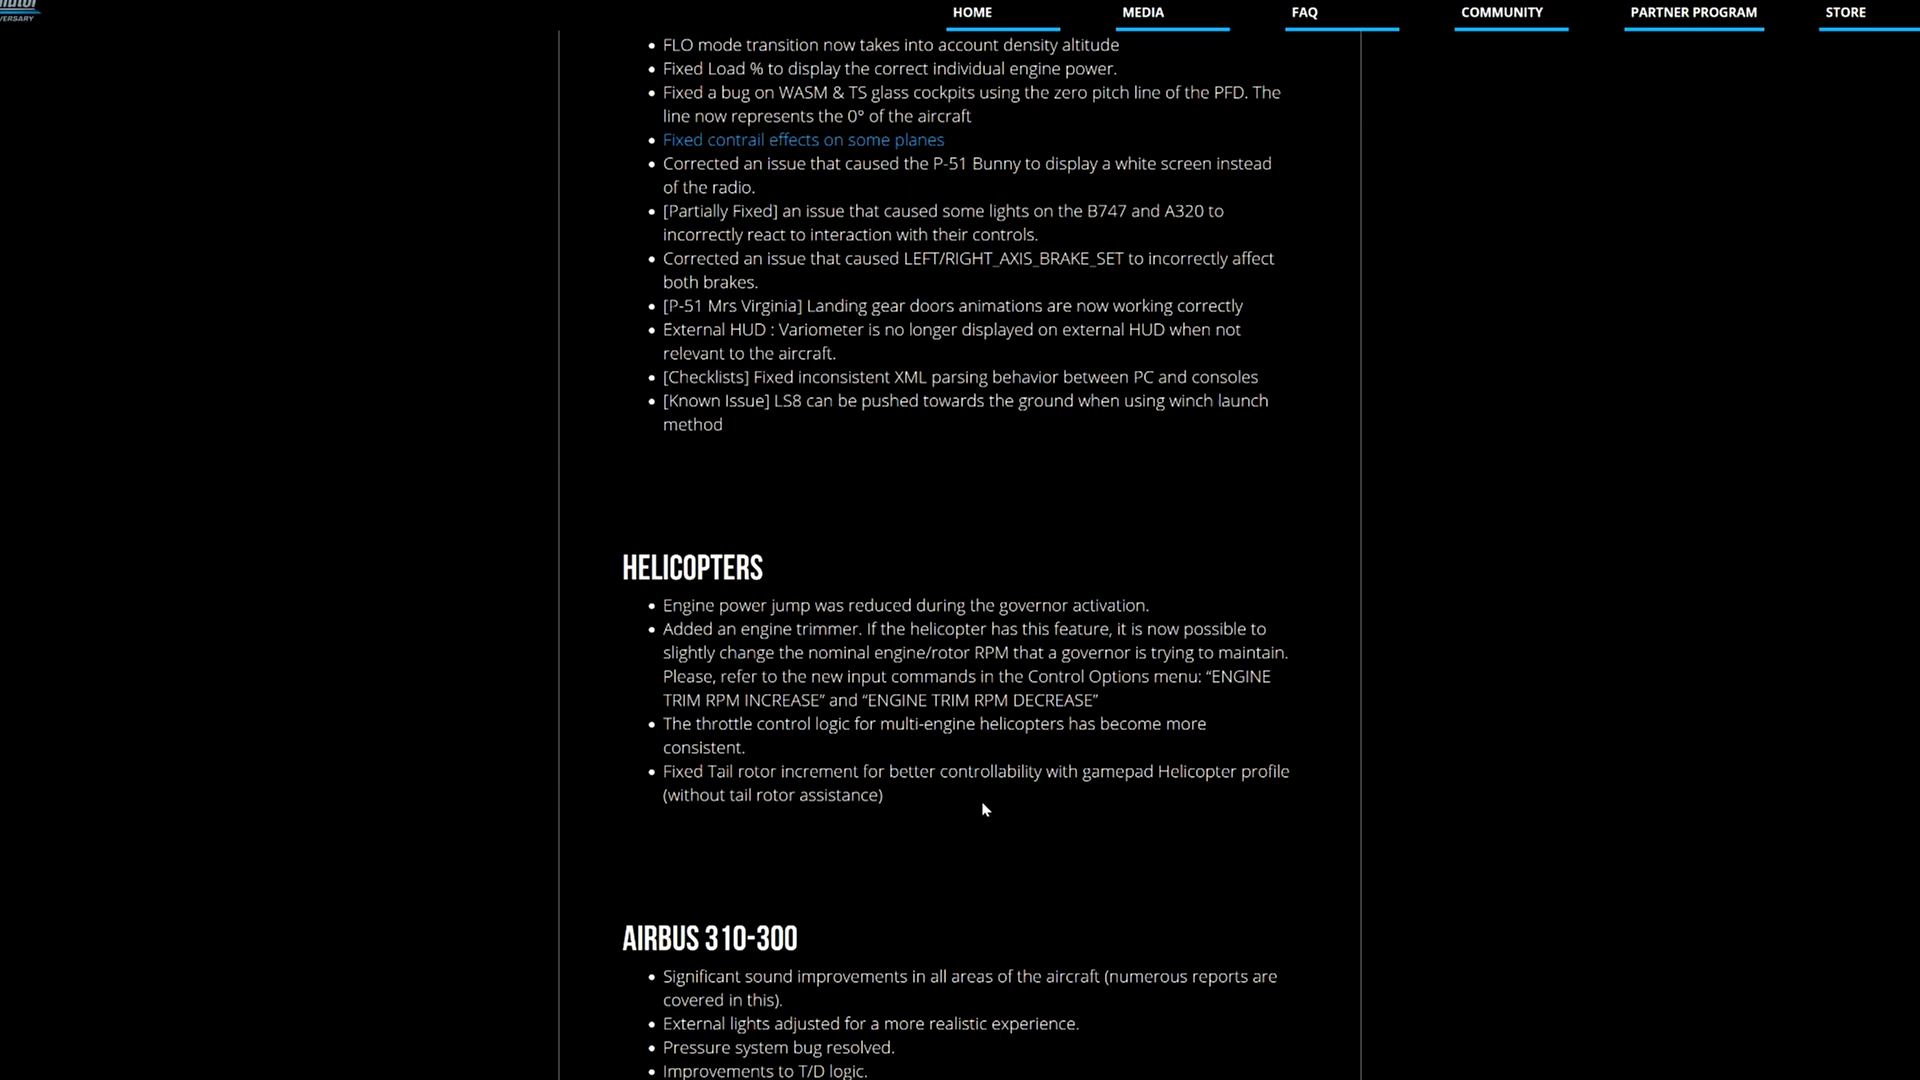 VERSARY
HOME MEDIA FAQ COMMUNITY PARTNER PROGRAM STORE
• FLO mode transition now takes into account density altitude
• Fixed Load % to display the correct individual engine power.
• Fixed a bug on WASM & TS glass cockpits using the zero pitch line of the PFD. The
line now represents the 0° of the aircraft
• Fixed contrail effects on some planes
• Corrected an issue that caused the P-51 Bunny to display a white screen instead
of the radio.
• [Partially Fixed] an issue that caused some lights on the B747 and A320 to
incorrectly react to interaction with their controls.
• Corrected an issue that caused LEFT/RIGHT_AXIS_BRAKE_SET to incorrectly affect
both brakes.
• [P-51 Mrs Virginia] Landing gear doors animations are now working correctly
• External HUD : Variometer is no longer displayed on external HUD when not
relevant to the aircraft.
• [Checklists] Fixed inconsistent XML parsing behavior between PC and consoles
• [Known Issue] LS8 can be pushed towards the ground when using winch launch
method
HELICOPTERS
• Engine power jump was reduced during the governor activation.
• Added an engine trimmer. If the helicopter has this feature, it is now possible to
slightly change the nominal engine/rotor RPM that a governor is trying to maintain.
Please, refer to the new input commands in the Control Options menu: “ENGINE
TRIM RPM INCREASE” and “ENGINE TRIM RPM DECREASE”
• The throttle control logic for multi-engine helicopters has become more
consistent.
• Fixed Tail rotor increment for better controllability with gamepad Helicopter profile
(without tail rotor assistance)
AIRBUS 310-300
• Significant sound improvements in all areas of the aircraft (numerous reports are
covered in this).
• External lights adjusted for a more realistic experience.
• Pressure system bug resolved.
• Improvements to T/D logic.